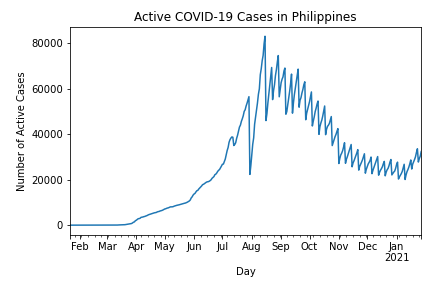 Active COVID-19 Cases in Philippines
Number of Active Cases
80000
60000
40000
20000
0
Feb Mar Apr May Jun Jul Aug Sep Oct Nov Dec Jan
2021
Day